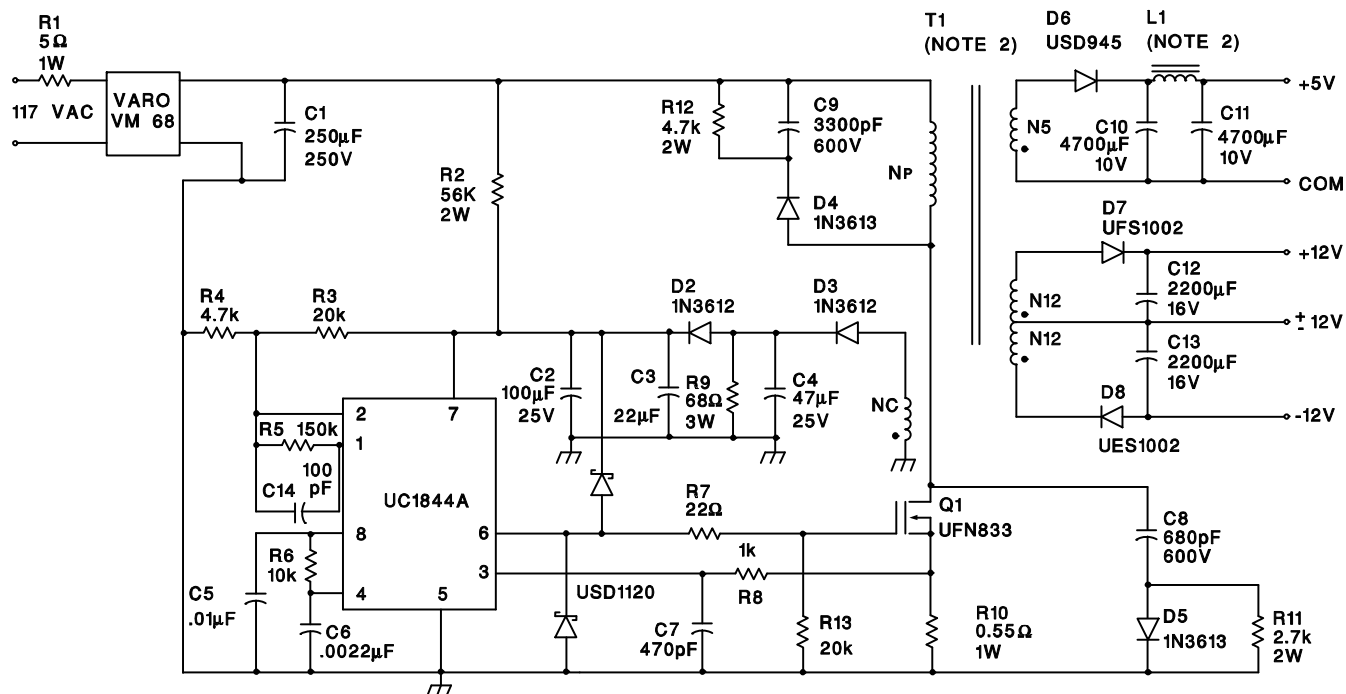 R1
5Ω
1W
117 VAC
VARO
VM 68
C1
250µF
250V
R2
56K
2W
R12
4.7k
2W
C9
3300pF
600V
D4
1N3613
NP
T1
(NOTE 2)
D6
USD945
L1
(NOTE 2)
+5V
N5
C10
4700µF
10V
C11
4700µF
10V
COM
D7
UFS1002
+12V
N12
N12
C12
2200µF
16V
± 12V
C13
2200µF
16V
D8
UES1002
-12V
R4
4.7k
R3
20k
D2
1N3612
D3
1N3612
C2
100µF
25V
C3
22µF
R9
68Ω
3W
C4
47µF
25V
NC
2
7
R5 150k
1
100
pF
C14
UC1844A
8
6
R6
10k
3
4
5
C5
.01µF
C6
.0022µF
USD1120
R7
22Ω
1k
R8
C7
470pF
R13
20k
Q1
UFN833
R10
0.55Ω
1W
C8
680pF
600V
D5
1N3613
R11
2.7k
2W